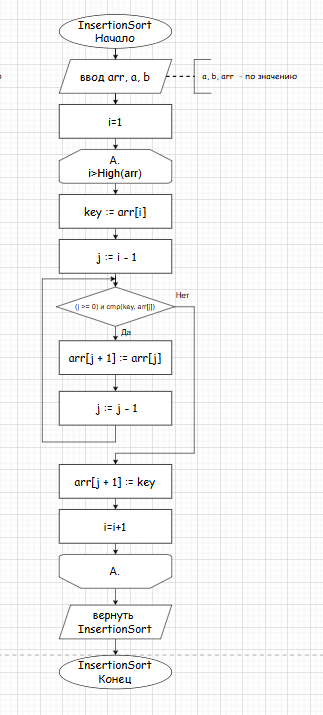 InsertionSort
Начало
ввод arr, a, b
a, b, arr - по значению
i=1
A.
i>High(arr)
key := arr[i]
j := i - 1
(j >= 0) и cmp(key, arr[j])
Нет
Да
arr[j + 1] := arr[j]
j := j - 1
arr[j + 1] := key
i=i+1
A.
вернуть
InsertionSort
InsertionSort
Конец